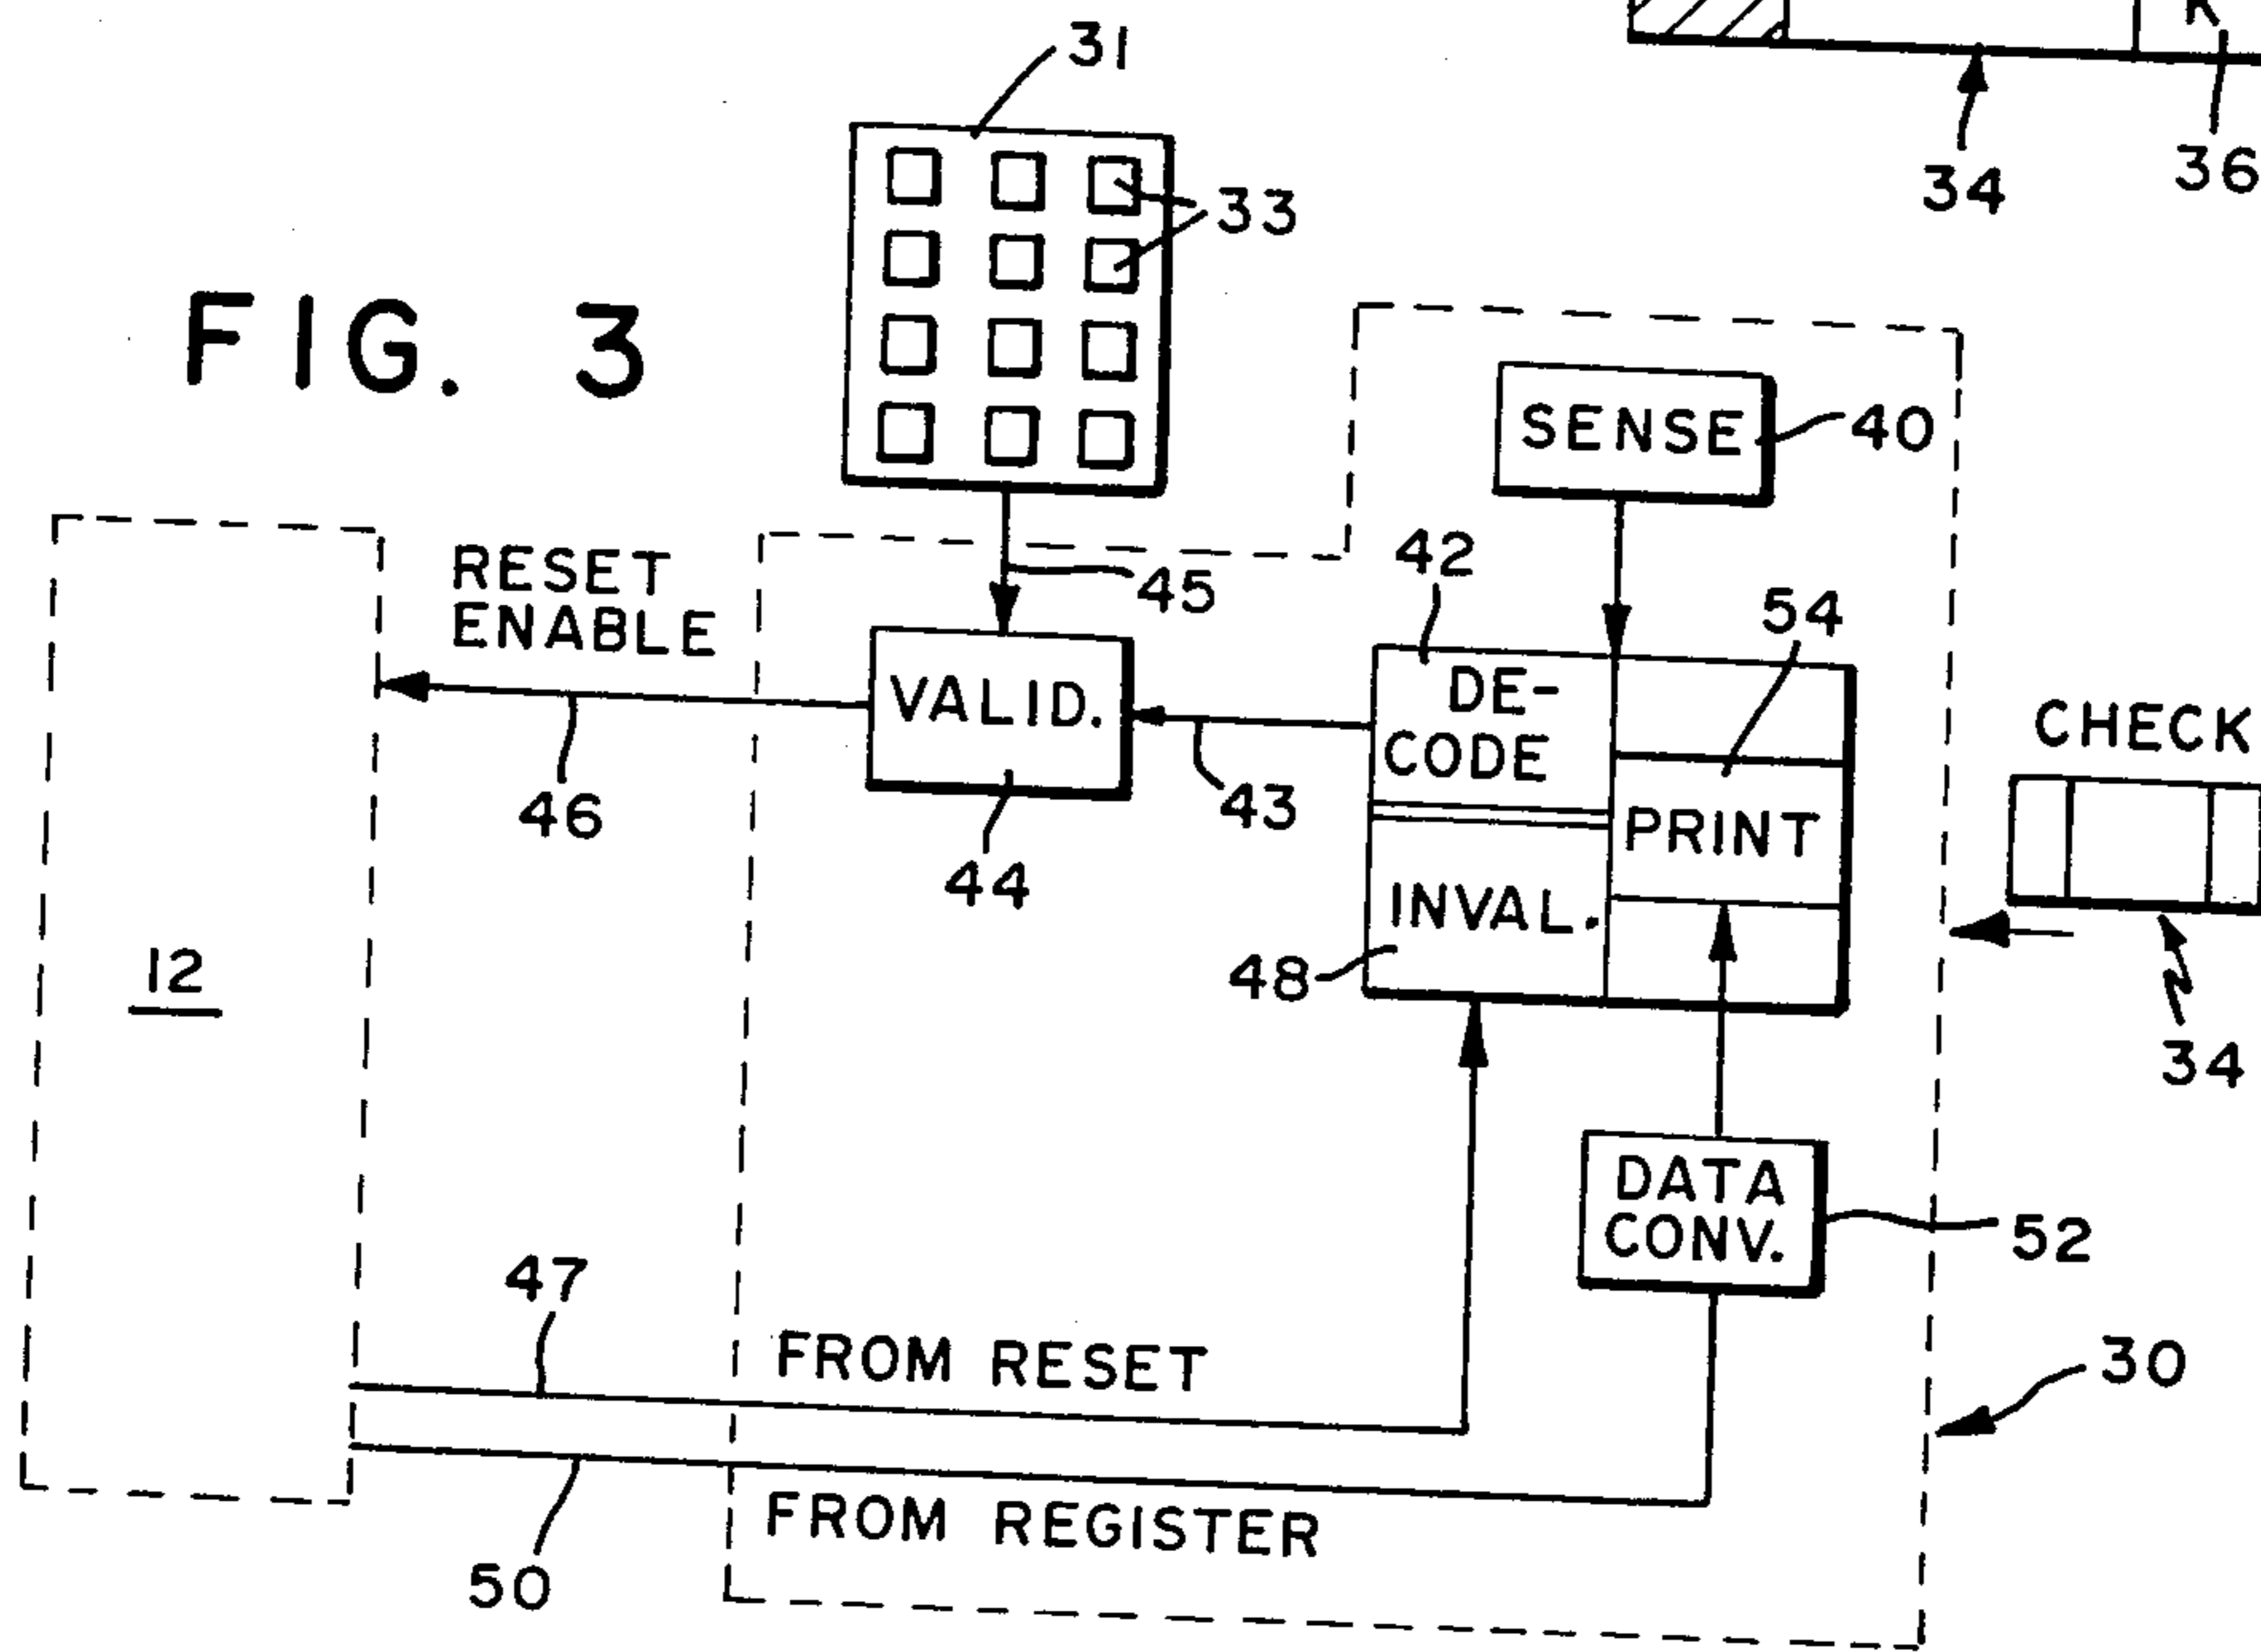 31
K
34
36
33
FIG. 3
SENSE
40
RESET
ENABLE
45
42
54
VALID.
DE-
CODE
CHECK
46
43
PRINT
44
INVAL.
12
48
34
DATA
CONV.
52
47
FROM RESET
30
FROM REGISTER
50